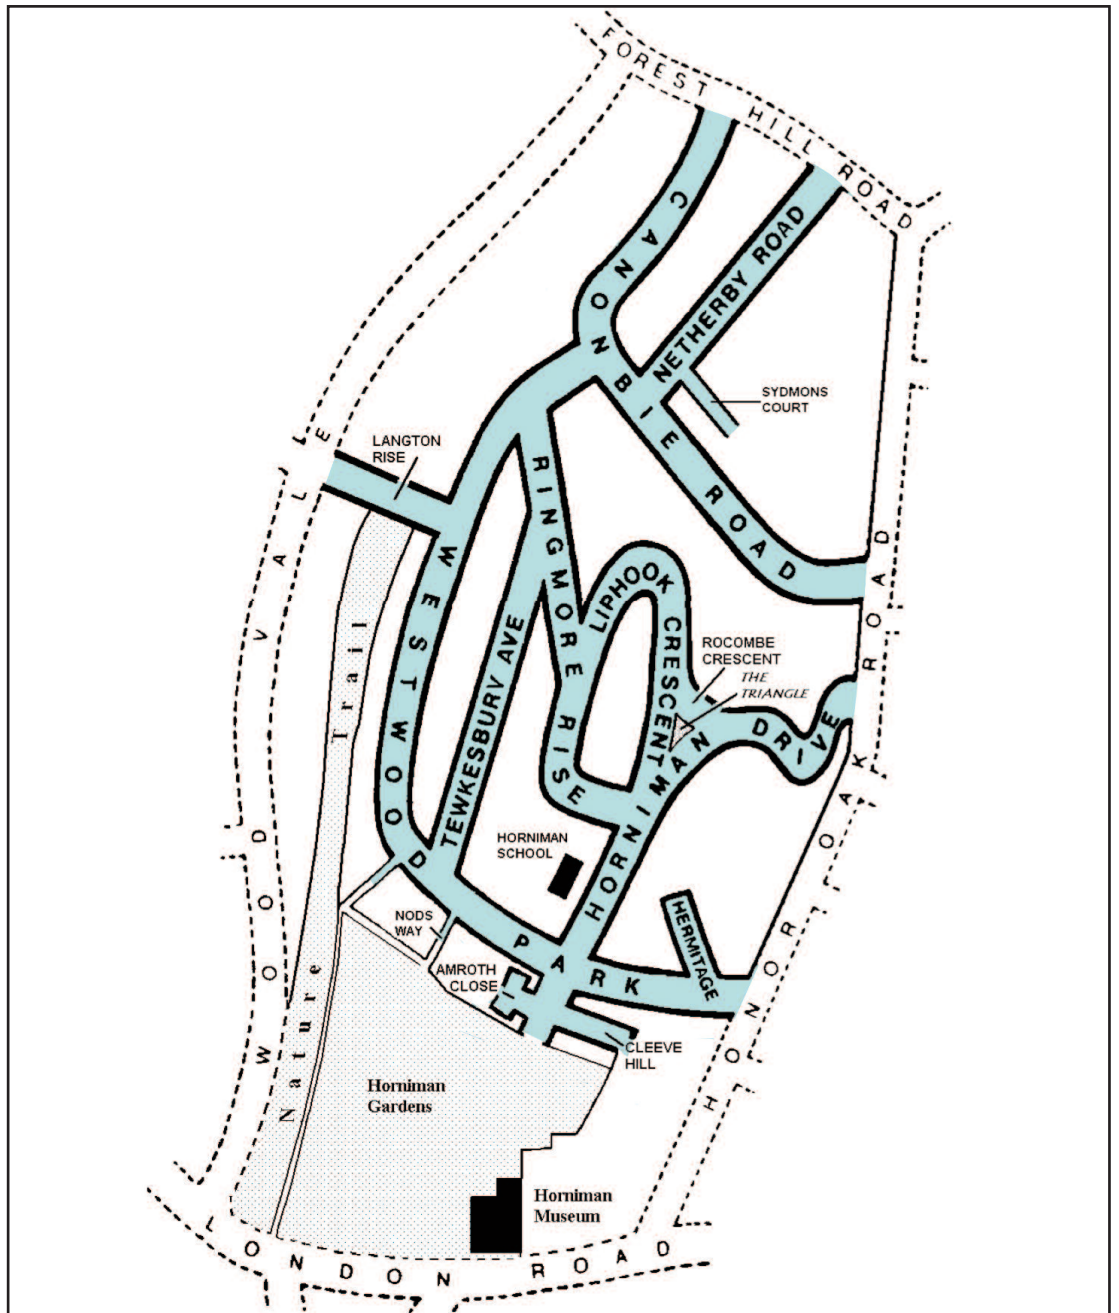 FOREST HILL ROAD
CANONBIE ROAD
NETHERBY ROAD
SYDMONS
COURT
LANGTON
RISE
WOODVALE
WESTWOOD PARK
RINGMORE RISE
TEWKESBURY AVE
LIPHOOK CRESCENT
ROCOMBE
CRESCENT
THE
TRIANGLE
HORNIMAN DRIVE
HONOR OAK ROAD
HORNIMAN
SCHOOL
HERMITAGE
NODS
WAY
AMROTH
CLOSE
CLEEVE
HILL
Nature Trail
Horniman
Gardens
Horniman
Museum
LONDON ROAD